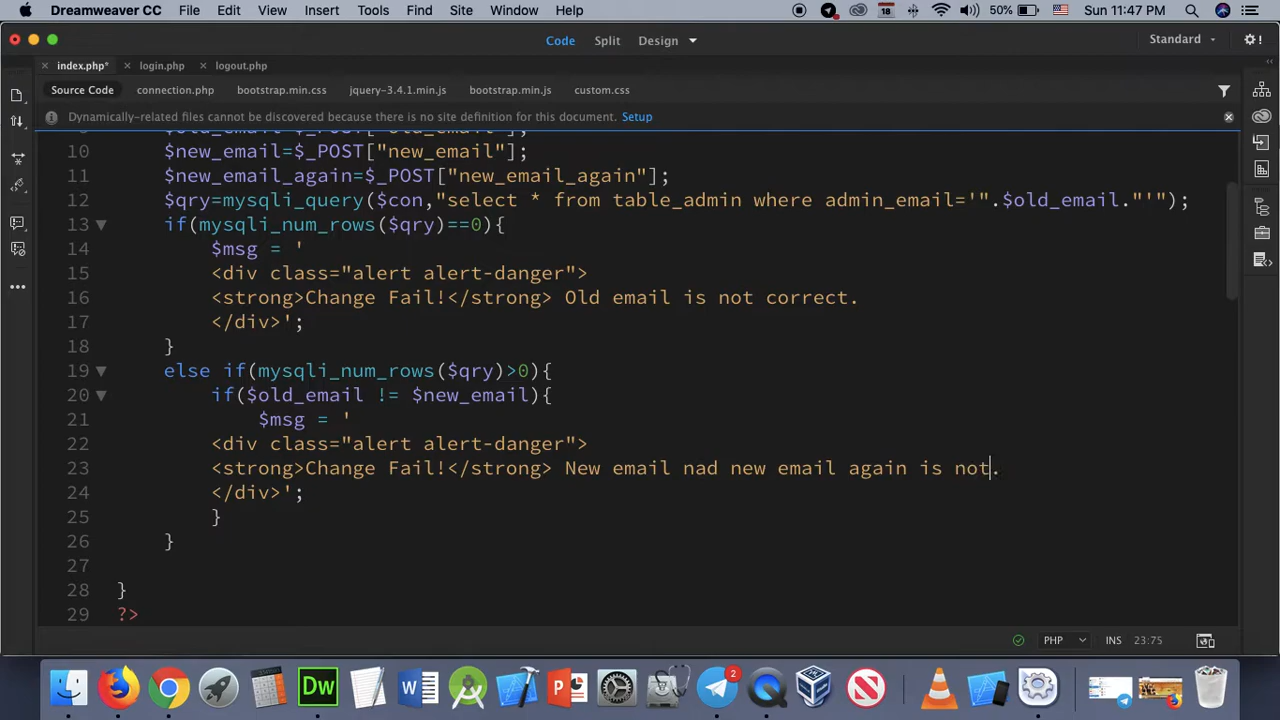 Dreamweaver CC File Edit View Insert Tools Find Site Window Help 18 50% Sun 11:47 PM
Code Split Design Standard
index.php* login.php logout.php
Source Code connection.php bootstrap.min.css jquery-3.4.1.min.js bootstrap.min.js custom.css
Dynamically-related files cannot be discovered because there is no site definition for this document. Setup
10 $new_email=$_POST["new_email"];
11 $new_email_again=$_POST["new_email_again"];
12 $qry=mysqli_query($con,"select * from table_admin where admin_email='".$old_email."'");
13 if(mysqli_num_rows($qry)==0){
14 $msg = '
15 <div class="alert alert-danger">
16 <strong>Change Fail!</strong> Old email is not correct.
17 </div>';
18 }
19 else if(mysqli_num_rows($qry)>0){
20 if($old_email != $new_email){
21 $msg = '
22 <div class="alert alert-danger">
23 <strong>Change Fail!</strong> New email nad new email again is not.
24 </div>';
25 }
26 }
27
28 }
29 ?>
PHP INS 23:75
Dw W P 2